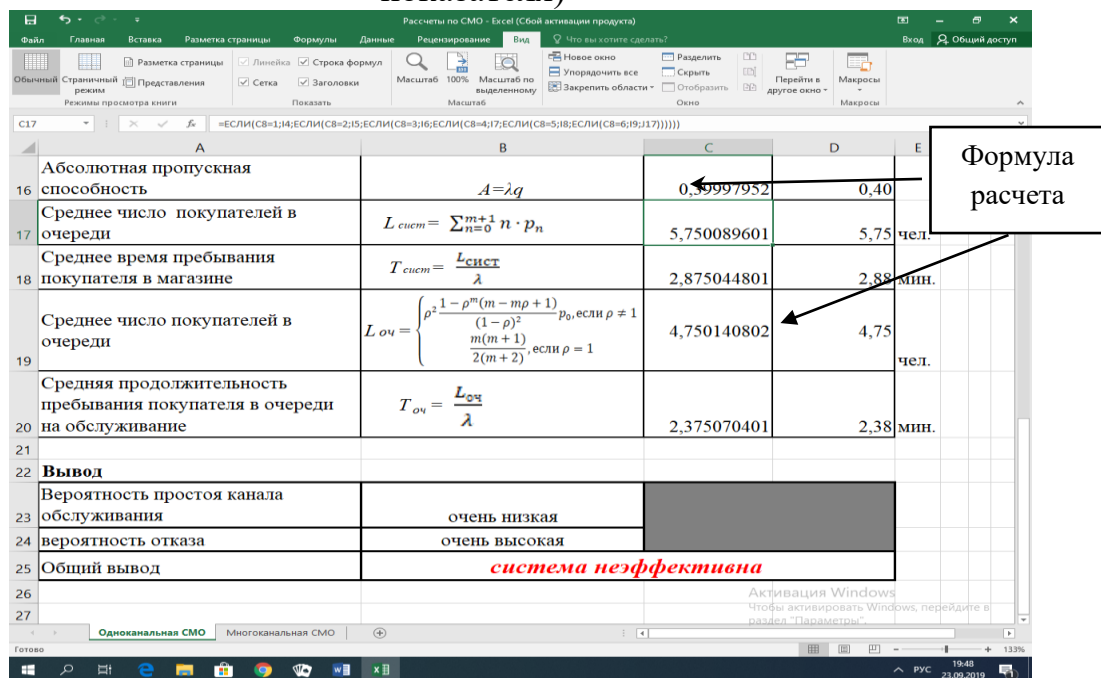 показатели)
Рассчеты по СМО - Excel (Сбой активации продукта)
Файл Главная Вставка Разметка страницы Формулы Данные Рецензирование Вид Что вы хотите сделать? Вход Общий доступ
Обычный Страничный режим Разметка страницы Представления Режимы просмотра книги
Линейка Строка формул Сетка Заголовки Показать
Масштаб 100% Масштаб по выделенному Масштаб
Новое окно Упорядочить все Закрепить области Разделить Скрыть Отобразить Окно
Перейти в другое окно Макросы Макросы
C17 fx =ЕСЛИ(C8=1;I4;ЕСЛИ(C8=2;I5;ЕСЛИ(C8=3;I6;ЕСЛИ(C8=4;I7;ЕСЛИ(C8=5;I8;ЕСЛИ(C8=6;I9;J17))))))
A B C D E
Формула
расчета
Абсолютная пропускная
16 способность A=λq 0,39997952 0,40
Среднее число покупателей в
17 очереди L сист = ∑_{n=0}^{m+1} n · p_n 5,750089601 5,75 чел.
Среднее время пребывания
18 покупателя в магазине T сист = Lсист/λ 2,875044801 2,88 мин.
Среднее число покупателей в
19 очереди L оч = { ρ² (1 − ρ^m(m − mρ + 1))/(1 − ρ)² p₀, если ρ ≠ 1; m(m + 1)/2(m + 2), если ρ = 1 4,750140802 4,75 чел.
Средняя продолжительность
пребывания покупателя в очереди
20 на обслуживание T оч = Lоч/λ 2,375070401 2,38 мин.
21
22 Вывод
Вероятность простоя канала
23 обслуживания очень низкая
24 вероятность отказа очень высокая
25 Общий вывод система неэффективна
26
27
Активация Windows
Чтобы активировать Windows, перейдите в
раздел "Параметры".
Одноканальная СМО Многоканальная СМО
Готово 133%
РУС 19:48
23.09.2019